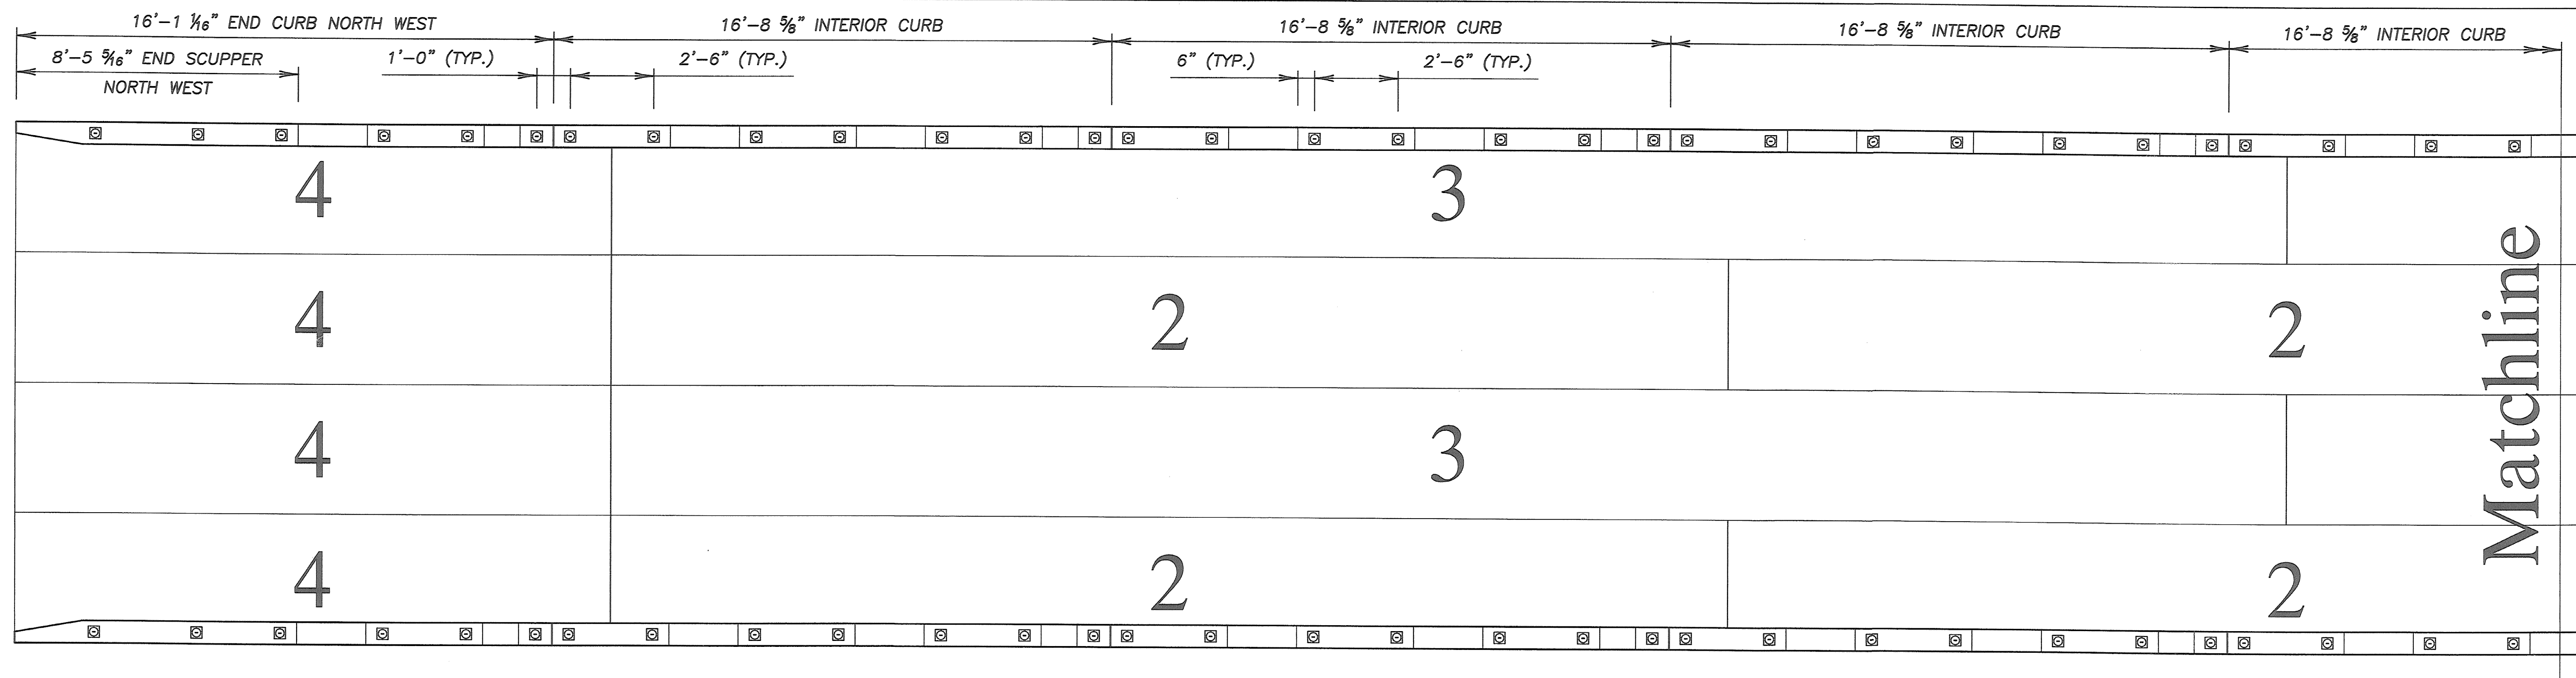 16'-1 1/16" END CURB NORTH WEST
16'-8 5/8" INTERIOR CURB
16'-8 5/8" INTERIOR CURB
16'-8 5/8" INTERIOR CURB
16'-8 5/8" INTERIOR CURB
8'-5 5/16" END SCUPPER
NORTH WEST
1'-0" (TYP.)
2'-6" (TYP.)
6" (TYP.)
2'-6" (TYP.)
4
3
4
2
2
4
3
4
2
2
Matchline